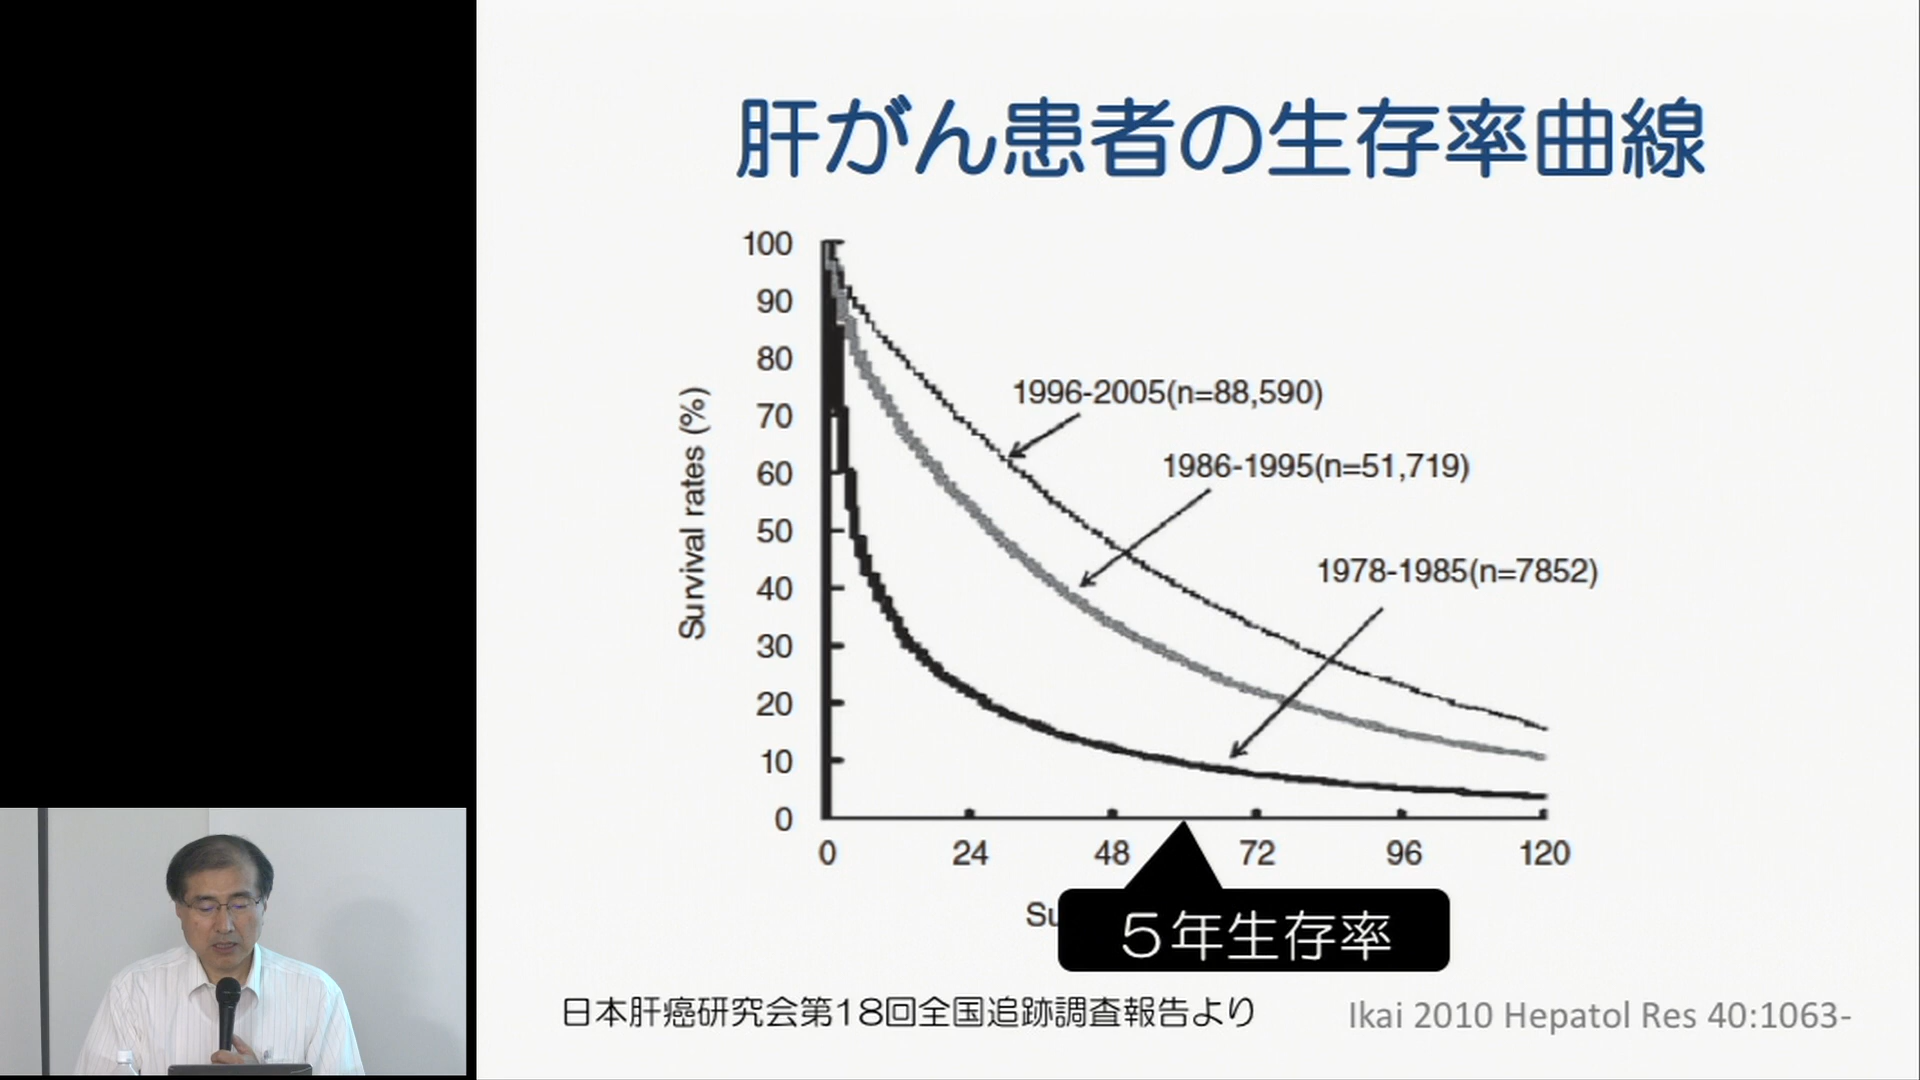 肝がん患者の生存率曲線
100
90
80
70
60
50
40
30
20
10
0
Survival rates (%)
1996-2005(n=88,590)
1986-1995(n=51,719)
1978-1985(n=7852)
0 24 48 72 96 120
Su
５年生存率
日本肝癌研究会第18回全国追跡調査報告より
Ikai 2010 Hepatol Res 40:1063-